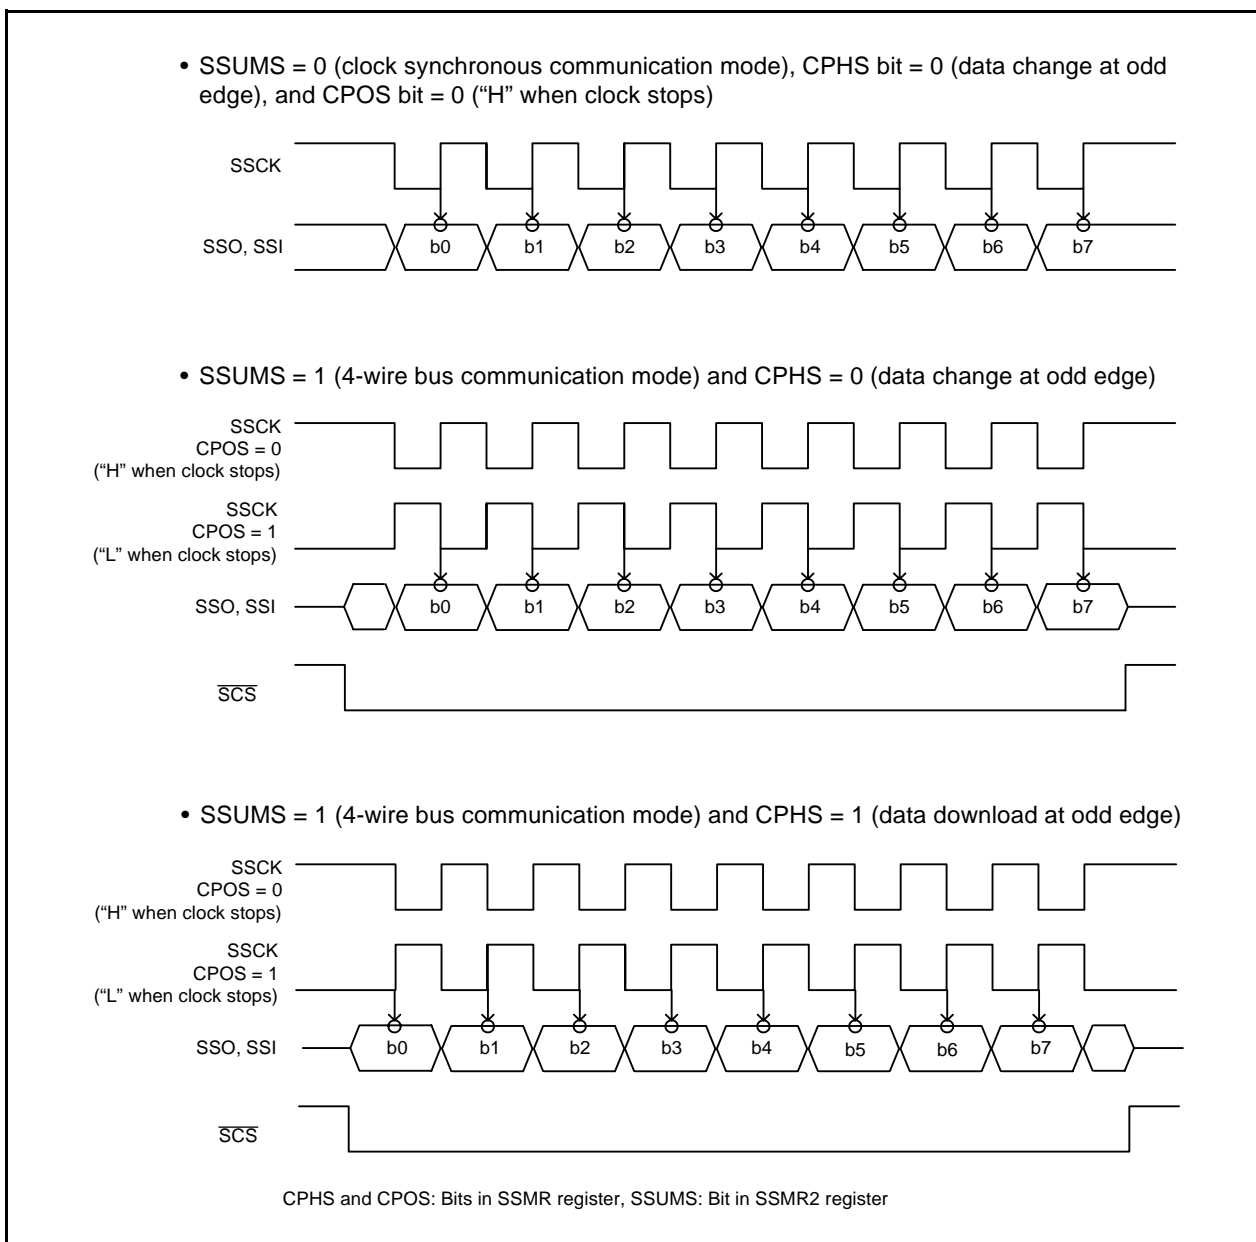 • SSUMS = 0 (clock synchronous communication mode), CPHS bit = 0 (data change at odd
edge), and CPOS bit = 0 (“H” when clock stops)
SSCK
SSO, SSI b0 b1 b2 b3 b4 b5 b6 b7
• SSUMS = 1 (4-wire bus communication mode) and CPHS = 0 (data change at odd edge)
SSCK
CPOS = 0
(“H” when clock stops)
SSCK
CPOS = 1
(“L” when clock stops)
SSO, SSI b0 b1 b2 b3 b4 b5 b6 b7
SCS
• SSUMS = 1 (4-wire bus communication mode) and CPHS = 1 (data download at odd edge)
SSCK
CPOS = 0
(“H” when clock stops)
SSCK
CPOS = 1
(“L” when clock stops)
SSO, SSI b0 b1 b2 b3 b4 b5 b6 b7
SCS
CPHS and CPOS: Bits in SSMR register, SSUMS: Bit in SSMR2 register